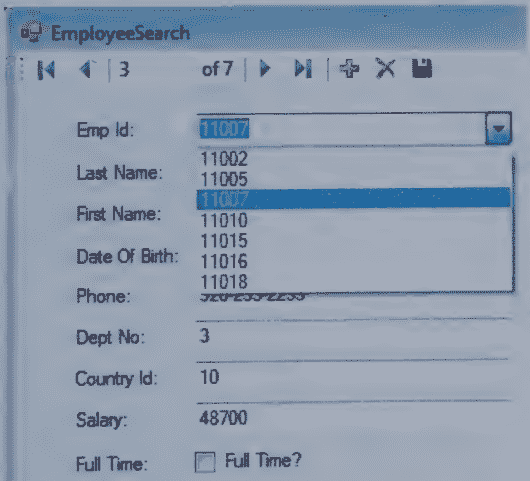 EmployeeSearch
3 of 7
Emp Id: 11007
11002
Last Name: 11005
11007
First Name: 11010
11015
Date Of Birth: 11016
11018
Phone:
Dept No: 3
Country Id: 10
Salary: 48700
Full Time: Full Time?